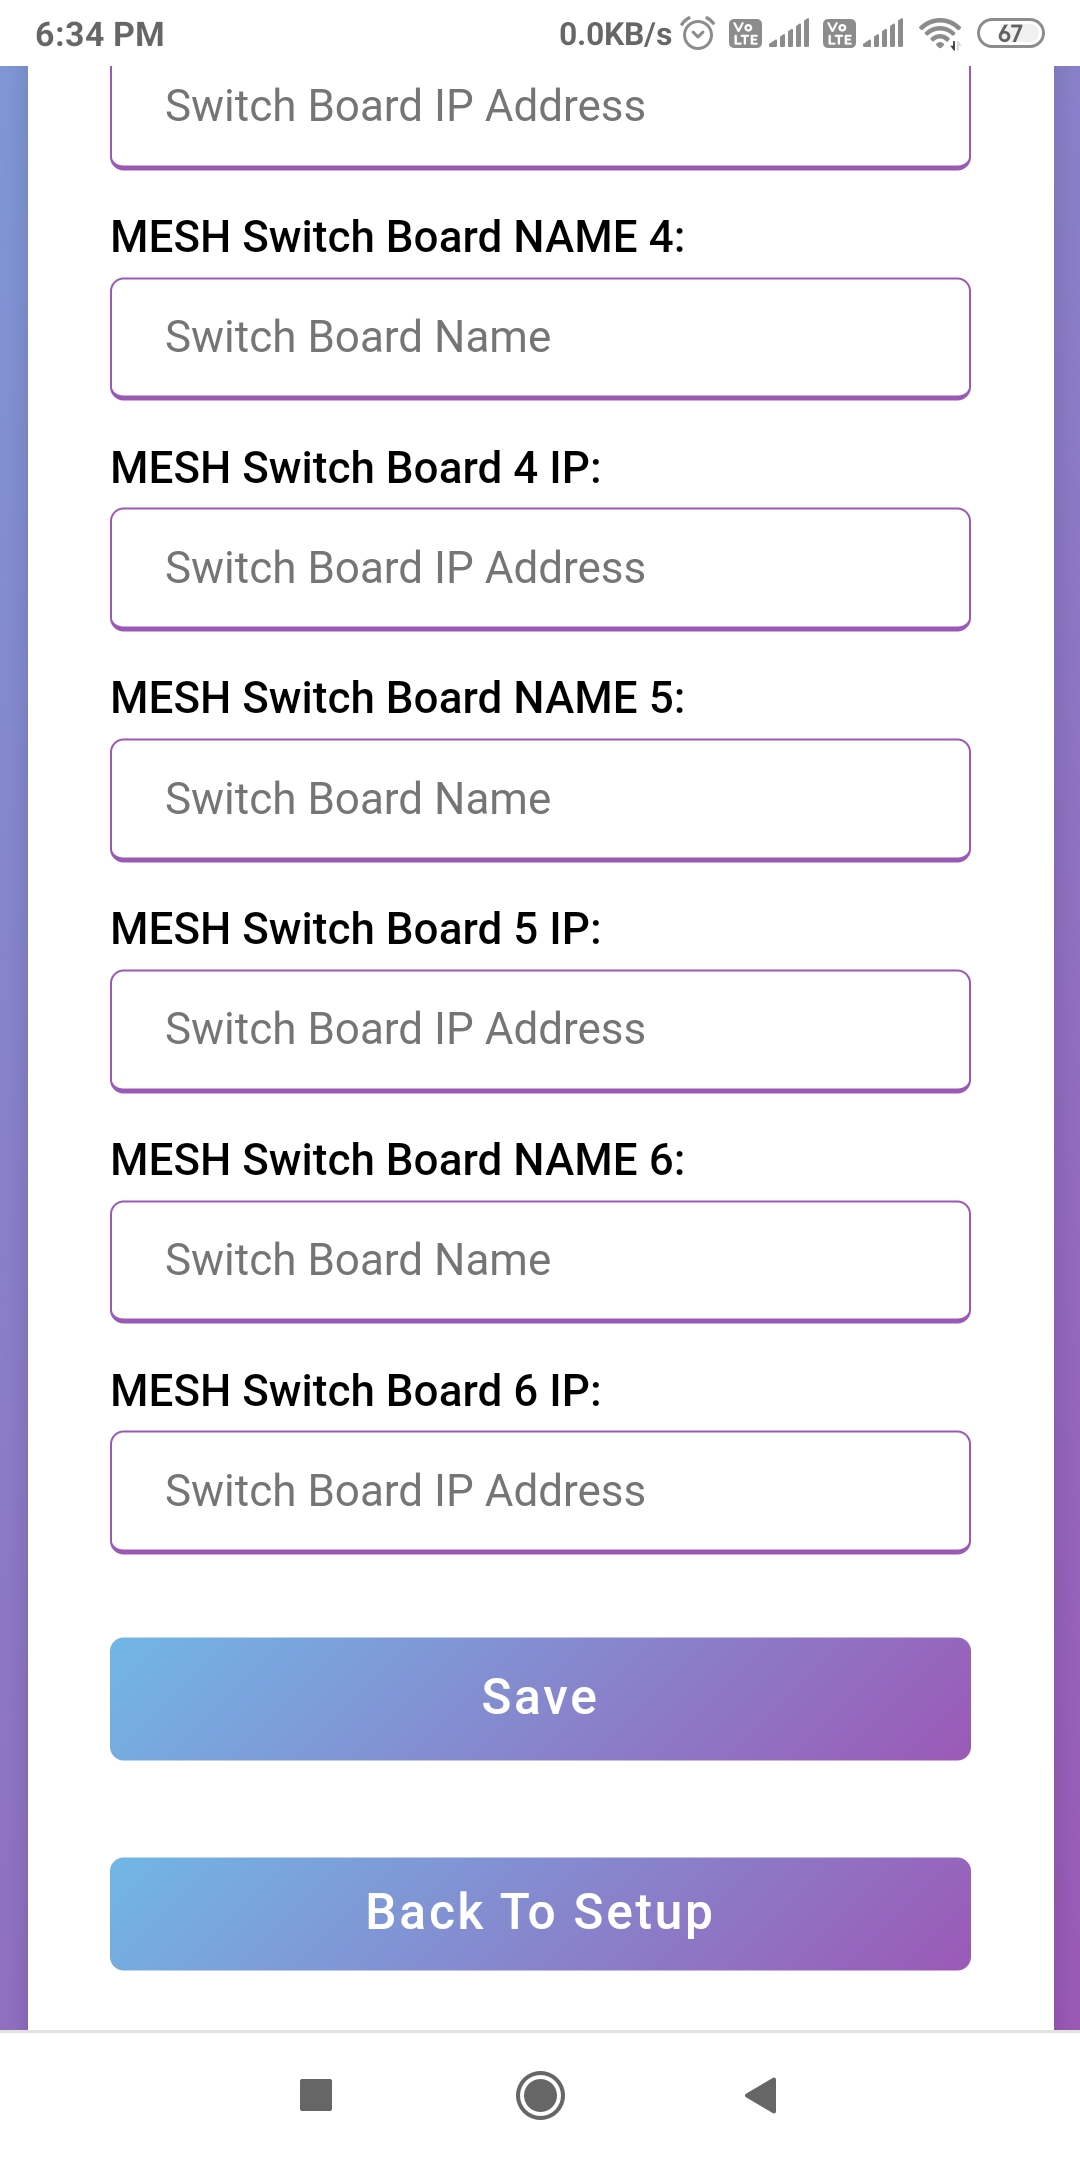 6:34 PM 0.0KB/s Vo LTE Vo LTE 67
Switch Board IP Address
MESH Switch Board NAME 4:
Switch Board Name
MESH Switch Board 4 IP:
Switch Board IP Address
MESH Switch Board NAME 5:
Switch Board Name
MESH Switch Board 5 IP:
Switch Board IP Address
MESH Switch Board NAME 6:
Switch Board Name
MESH Switch Board 6 IP:
Switch Board IP Address
Save
Back To Setup